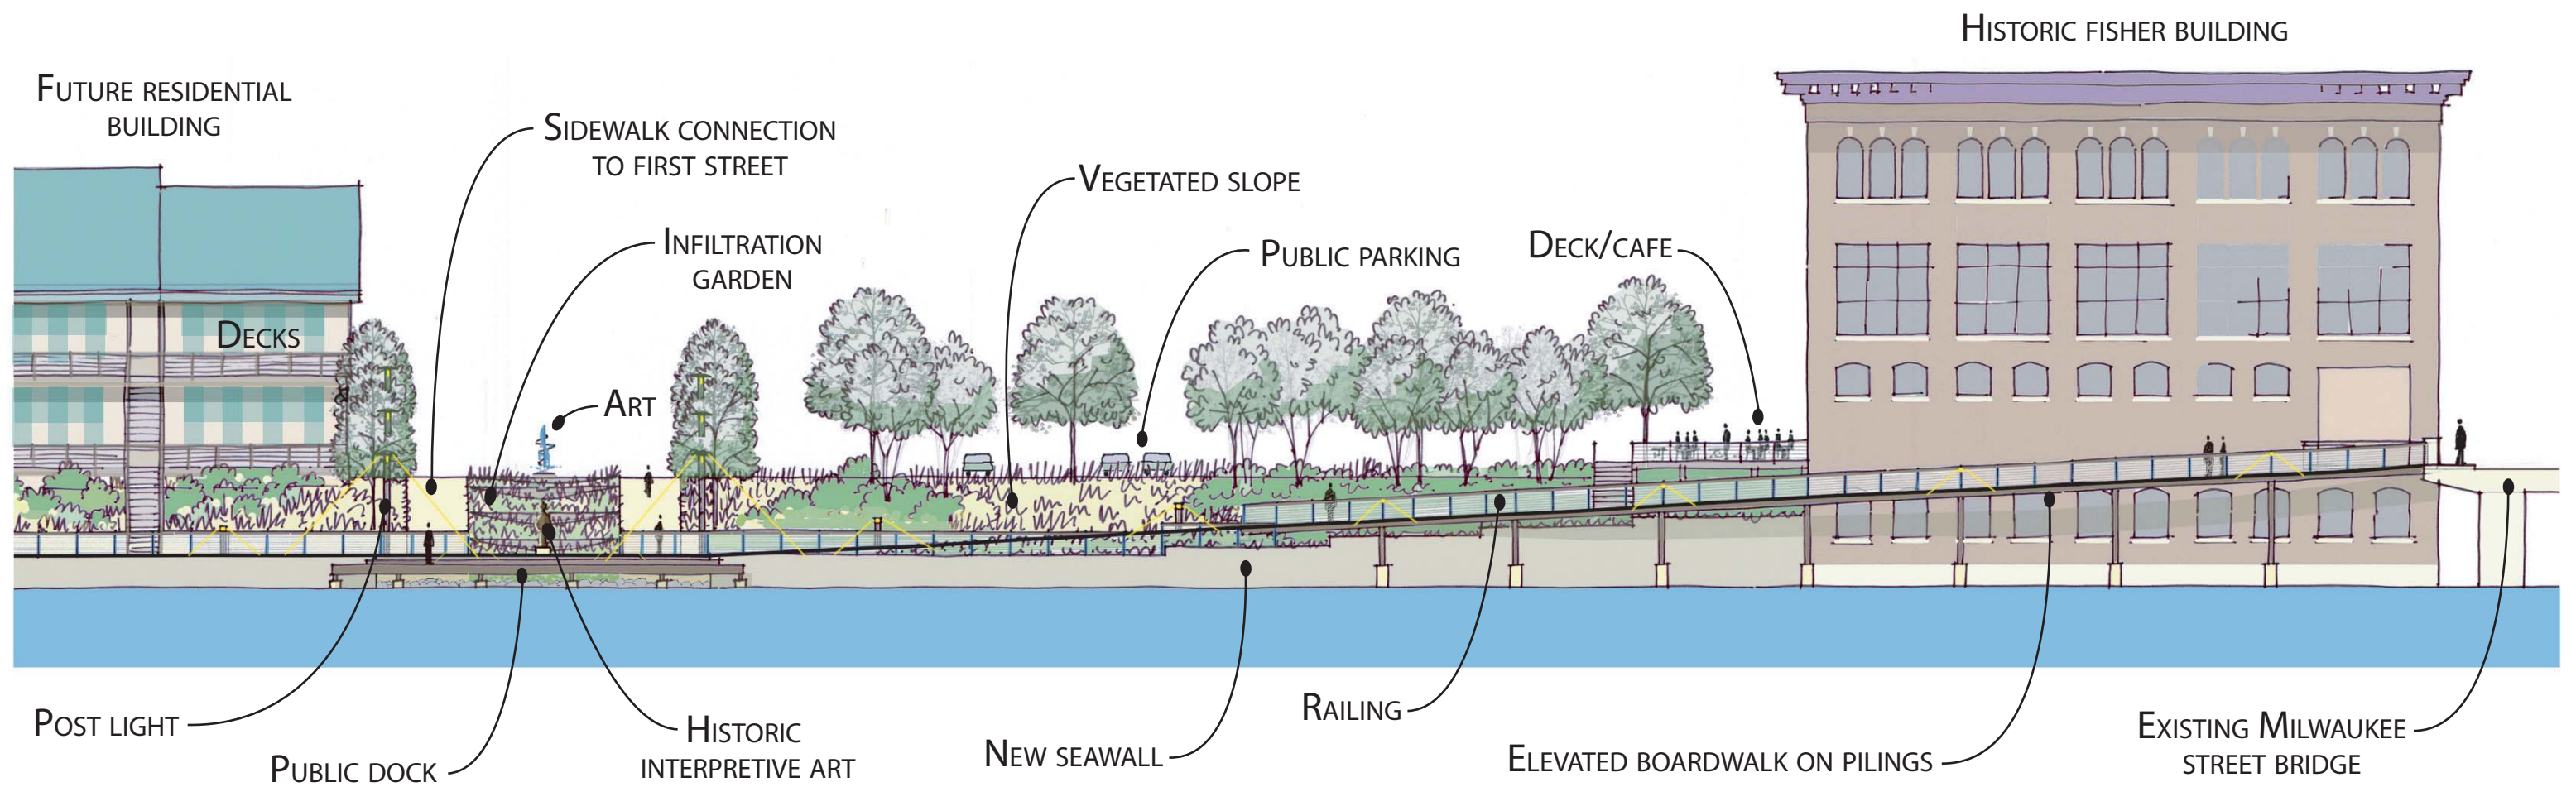 Historic fisher building
Future residential
building
Sidewalk connection
to first street
Vegetated slope
Infiltration
garden
Public parking
Deck/cafe
Decks
Art
Post light
Public dock
Historic
interpretive art
New seawall
Railing
Elevated boardwalk on pilings
Existing Milwaukee
street bridge